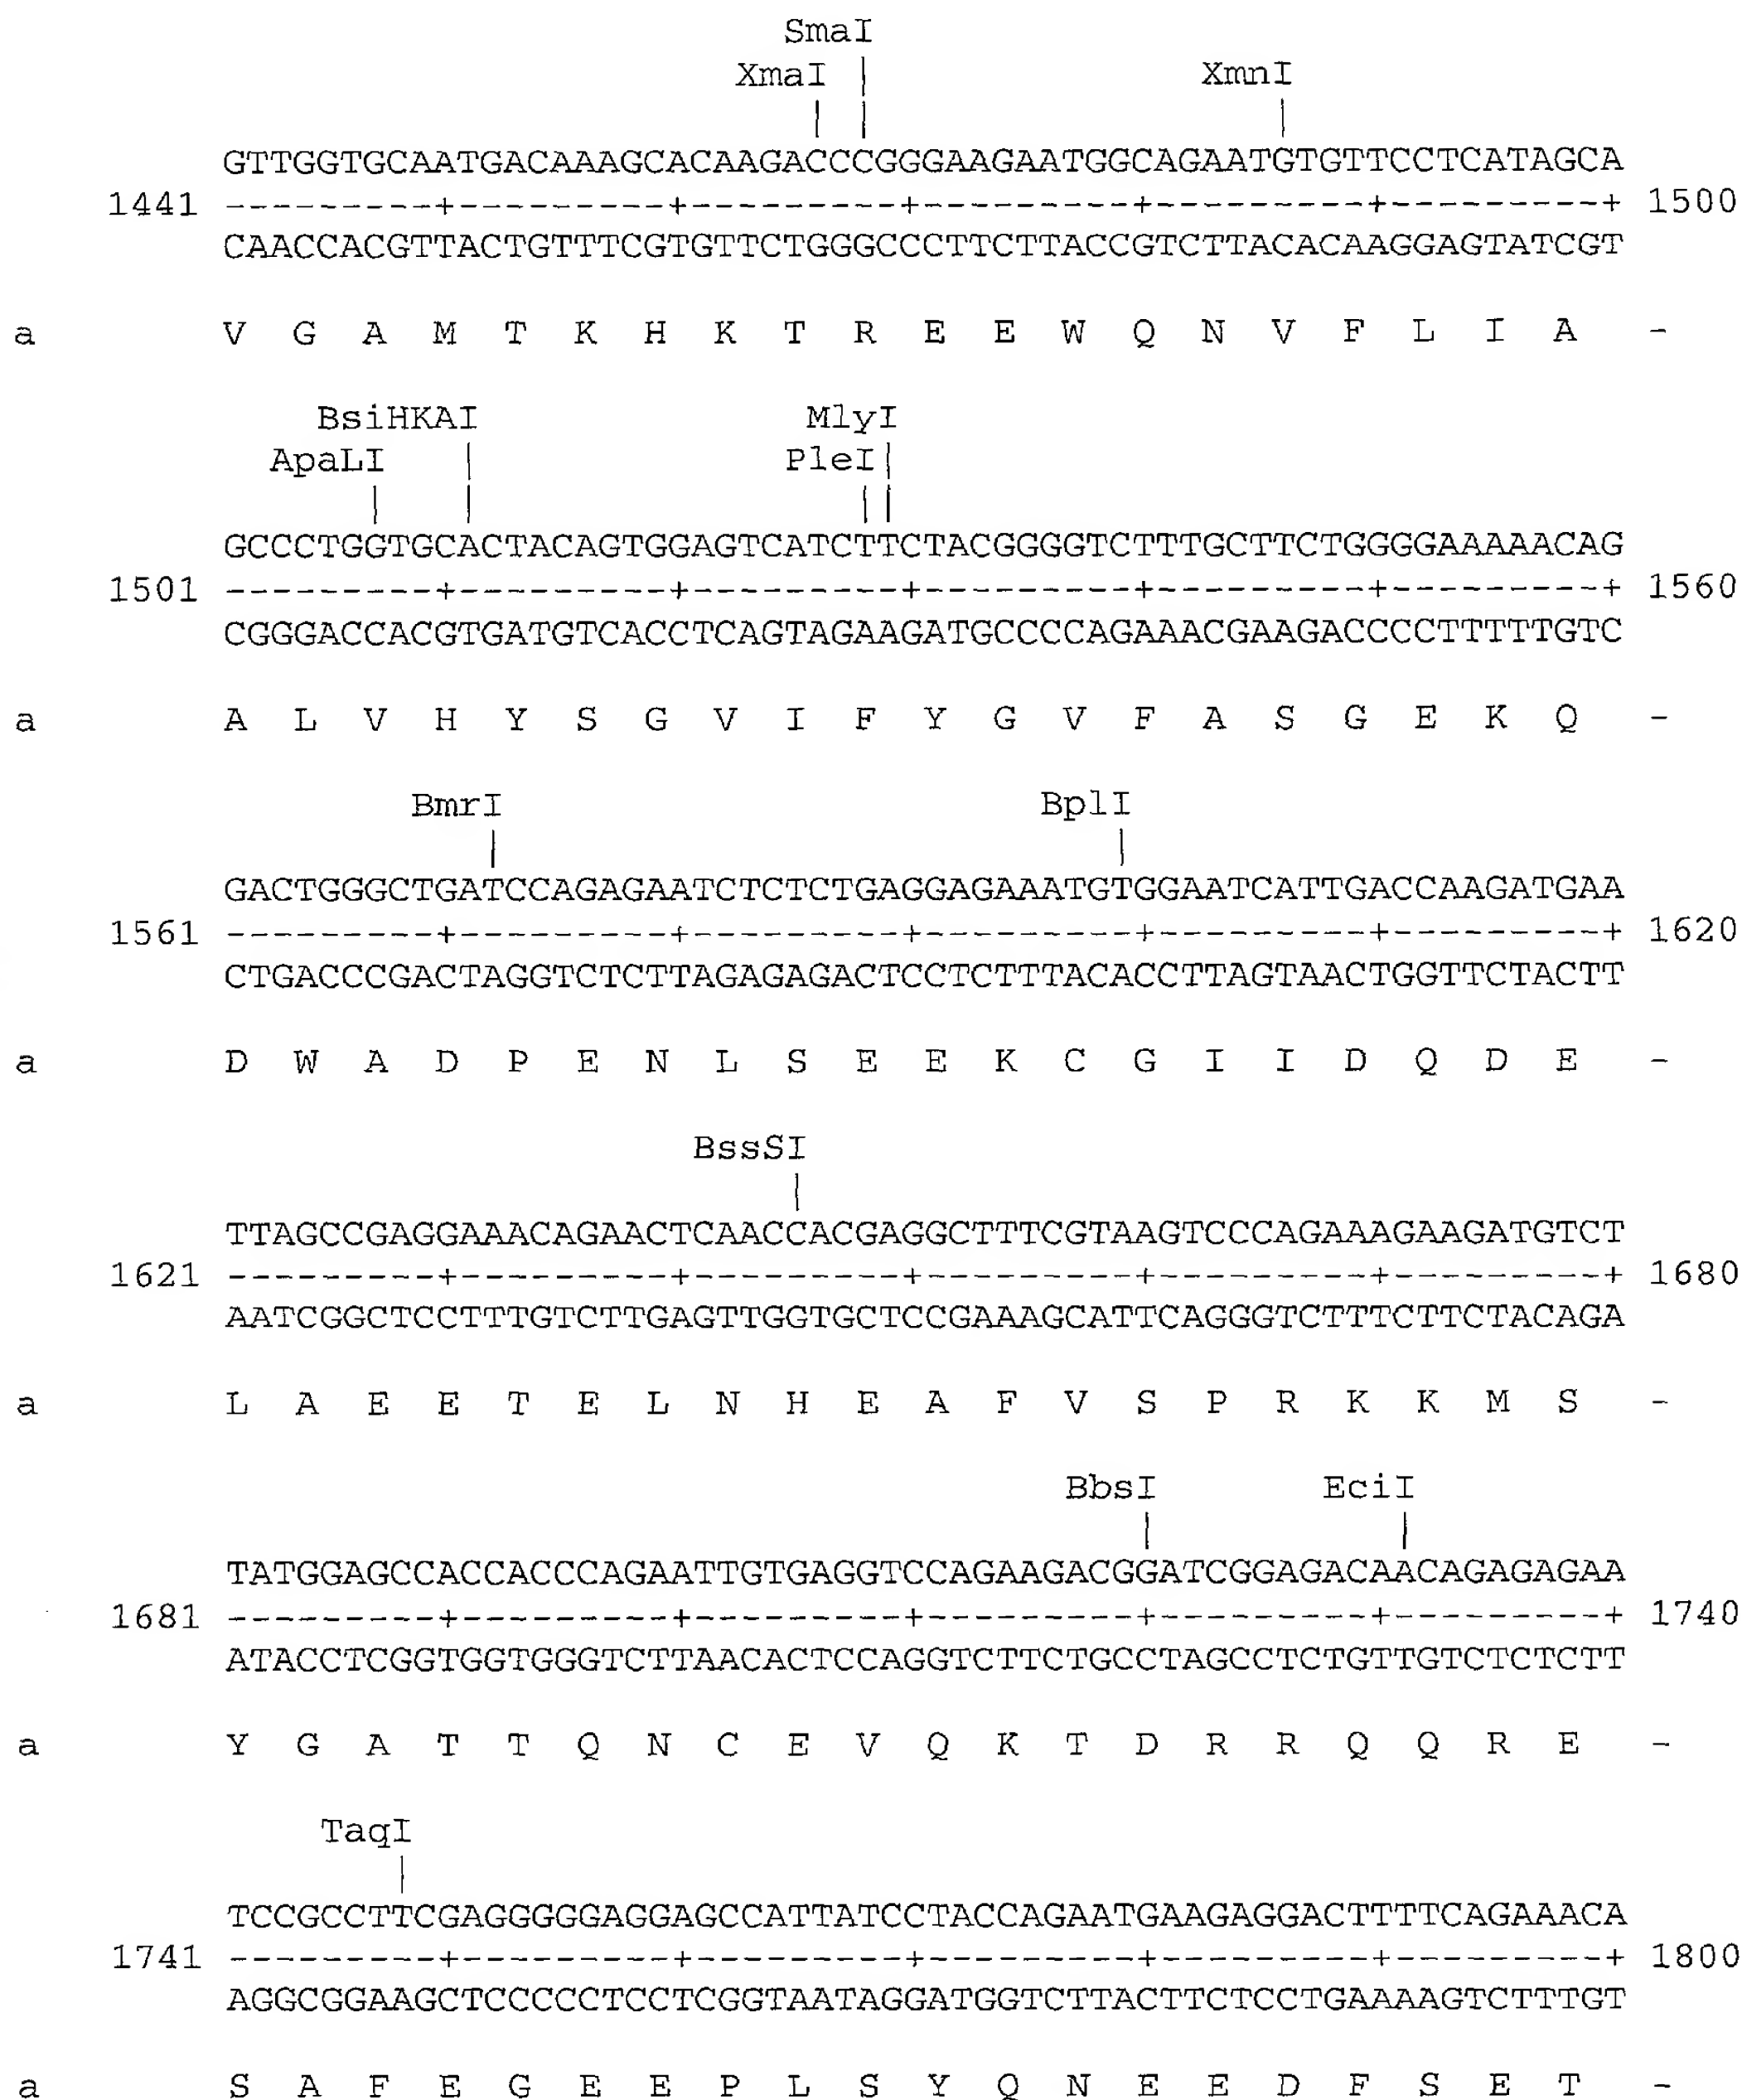 SmaI
XmaI | XmnI
| | |
GTTGGTGCAATGACAAAGCACAAGACCCGGGAAGAATGGCAGAATGTGTTCCTCATAGCA
1441 ---------+---------+---------+---------+---------+---------+ 1500
CAACCACGTTACTGTTTCGTGTTCTGGGCCCTTCTTACCGTCTTACACAAGGAGTATCGT
a V G A M T K H K T R E E W Q N V F L I A -
BsiHKAI MlyI
ApaLI | PleI|
| | ||
GCCCTGGTGCACTACAGTGGAGTCATCTTCTACGGGGTCTTTGCTTCTGGGGAAAAACAG
1501 ---------+---------+---------+---------+---------+---------+ 1560
CGGGACCACGTGATGTCACCTCAGTAGAAGATGCCCCAGAAACGAAGACCCCTTTTTGTC
a A L V H Y S G V I F Y G V F A S G E K Q -
BmrI BplI
| |
GACTGGGCTGATCCAGAGAATCTCTCTGAGGAGAAATGTGGAATCATTGACCAAGATGAA
1561 ---------+---------+---------+---------+---------+---------+ 1620
CTGACCCGACTAGGTCTCTTAGAGAGACTCCTCTTTACACCTTAGTAACTGGTTCTACTT
a D W A D P E N L S E E K C G I I D Q D E -
BssSI
|
TTAGCCGAGGAAACAGAACTCAACCACGAGGCTTTCGTAAGTCCCAGAAAGAAGATGTCT
1621 ---------+---------+---------+---------+---------+---------+ 1680
AATCGGCTCCTTTGTCTTGAGTTGGTGCTCCGAAAGCATTCAGGGTCTTTCTTCTACAGA
a L A E E T E L N H E A F V S P R K K M S -
BbsI EciI
| |
TATGGAGCCACCACCCAGAATTGTGAGGTCCAGAAGACGGATCGGAGACAACAGAGAGAA
1681 ---------+---------+---------+---------+---------+---------+ 1740
ATACCTCGGTGGTGGGTCTTAACACTCCAGGTCTTCTGCCTAGCCTCTGTTGTCTCTCTT
a Y G A T T Q N C E V Q K T D R R Q Q R E -
TaqI
|
TCCGCCTTCGAGGGGGAGGAGCCATTATCCTACCAGAATGAAGAGGACTTTTCAGAAACA
1741 ---------+---------+---------+---------+---------+---------+ 1800
AGGCGGAAGCTCCCCCTCCTCGGTAATAGGATGGTCTTACTTCTCCTGAAAAGTCTTTGT
a S A F E G E E P L S Y Q N E E D F S E T -